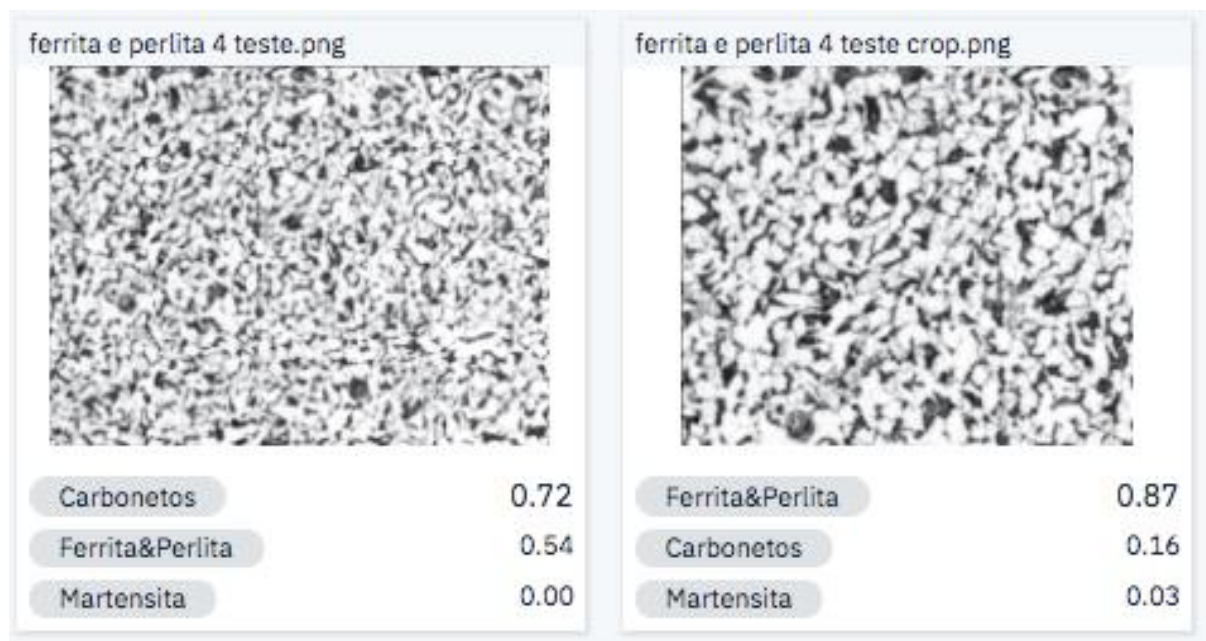 ferrita e perlita 4 teste.png
Carbonetos 0.72
Ferrita&Perlita 0.54
Martensita 0.00
ferrita e perlita 4 teste crop.png
Ferrita&Perlita 0.87
Carbonetos 0.16
Martensita 0.03